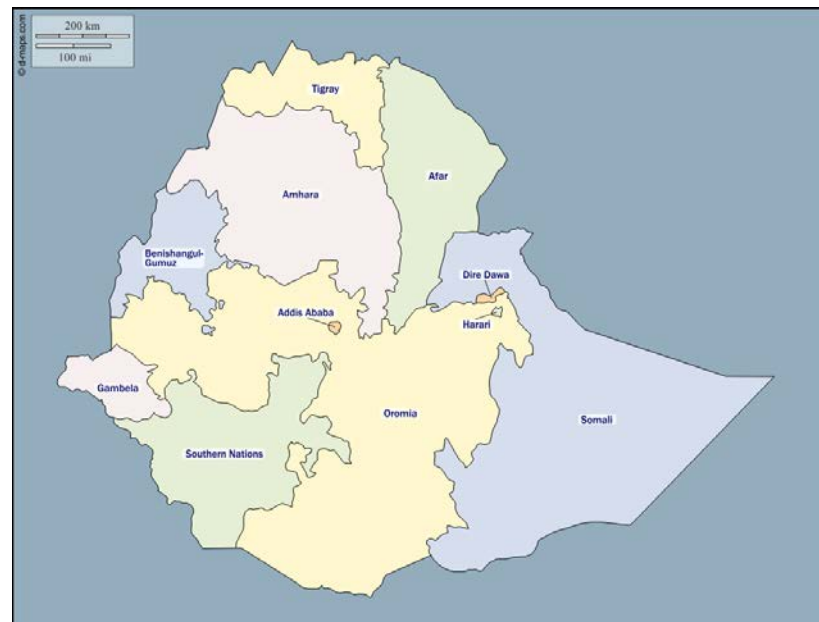 200 km
100 mi
© d-maps.com
Tigray
Afar
Amhara
Benishangul-
Gumuz
Dire Dawa
Addis Ababa
Harari
Gambela
Oromia
Somali
Southern Nations